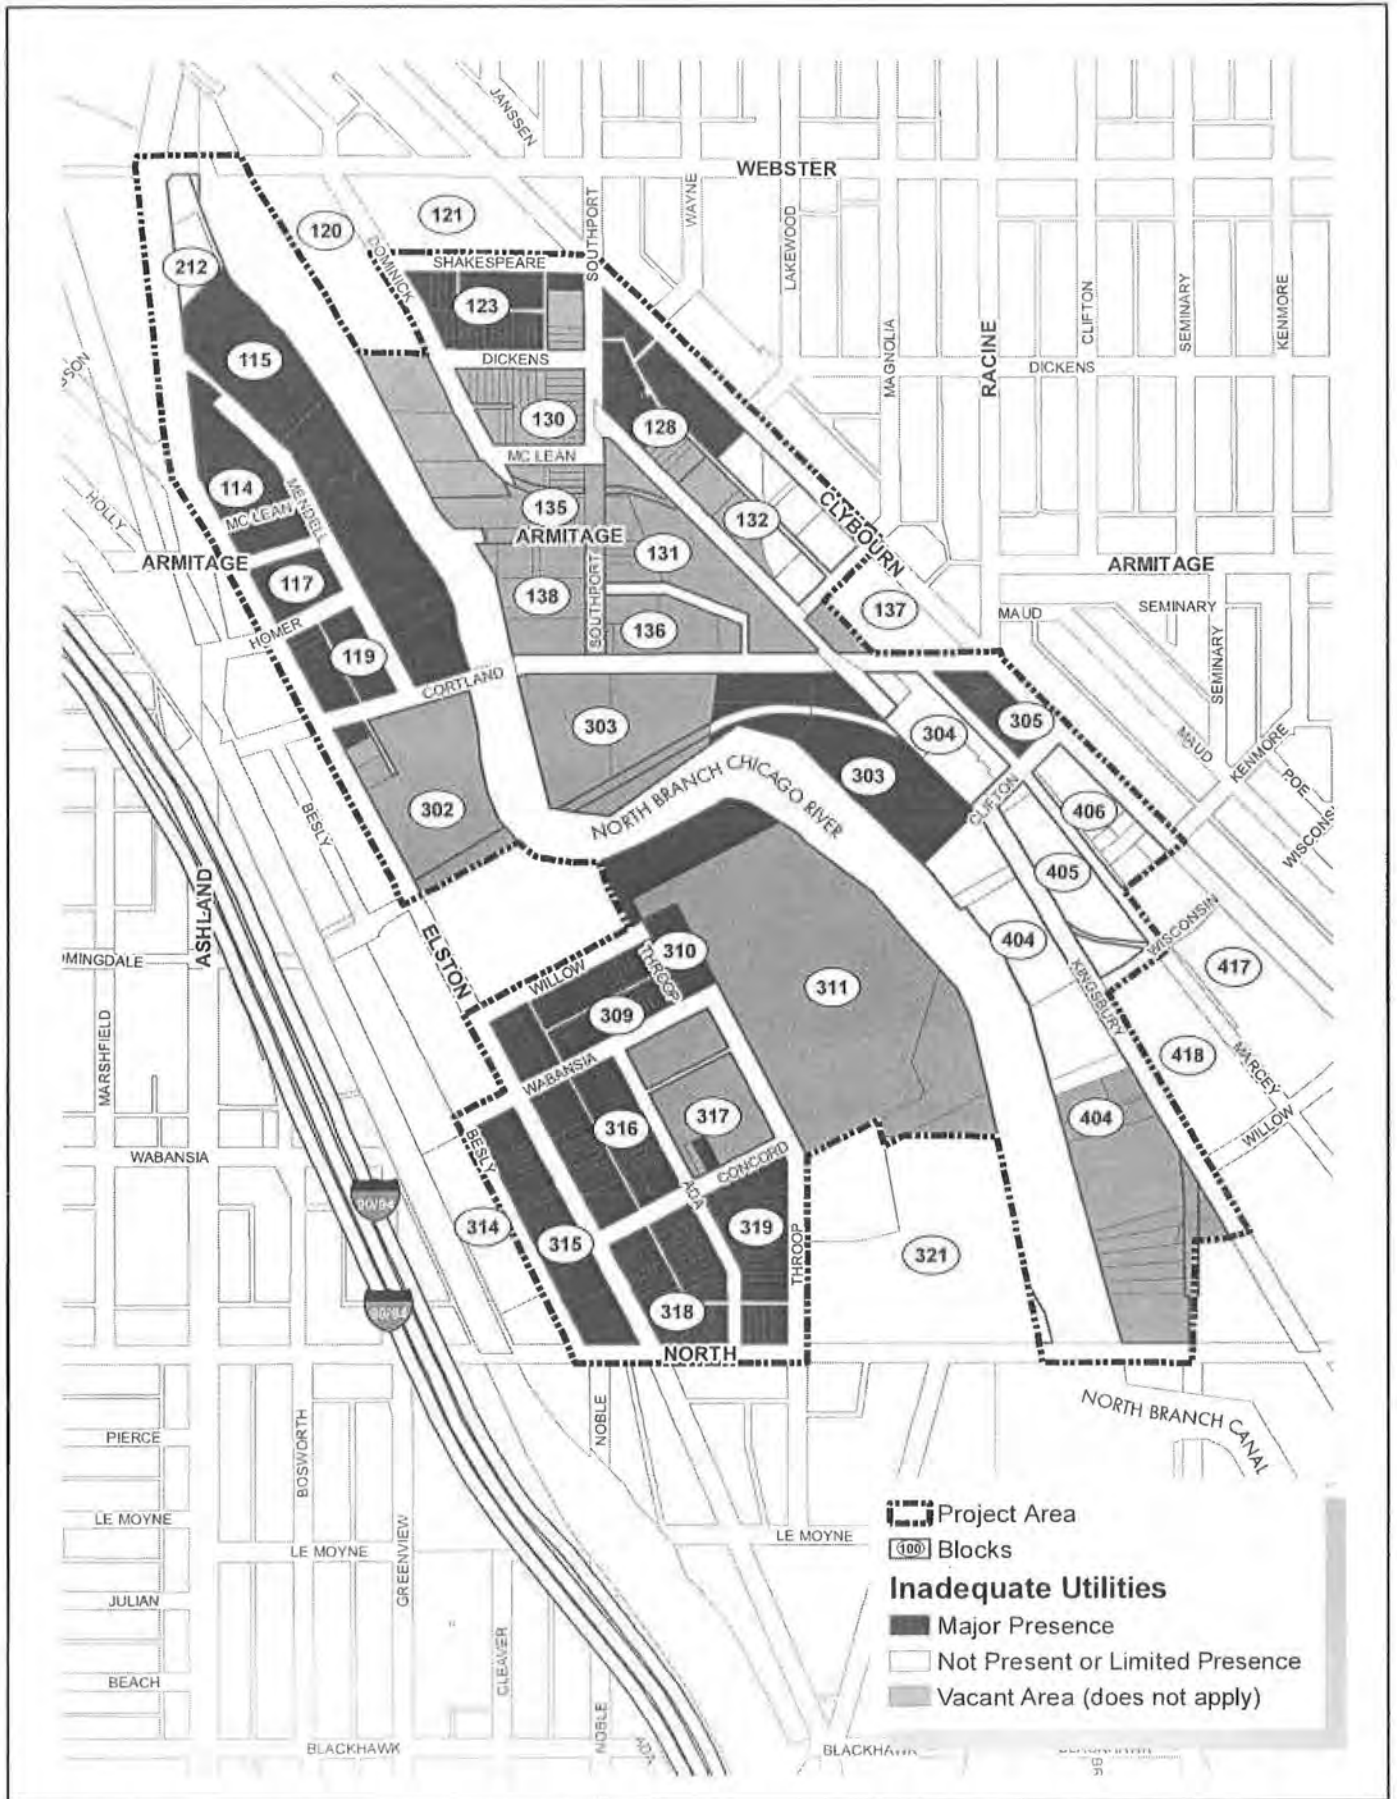 JANSSEN
WEBSTER
SOUTHPORT
WAYNE
LAKEWOOD
120
121
DOMINICK
SHAKESPEARE
212
123
MAGNOLIA
RACINE
CLIFTON
SEMINARY
KENMORE
115
DICKENS
DICKENS
130
128
MC LEAN
114
MENDELL
MC LEAN
HOLLY
135
132
CLYBOURN
ARMITAGE
131
ARMITAGE
ARMITAGE
117
138
SOUTHPORT
137
MAUD
SEMINARY
HOMER
136
SEMINARY
119
CORTLAND
303
304
305
MAUD
KENMORE
POE
NORTH BRANCH CHICAGO RIVER
303
CLIFTON
406
302
BESLY
405
ASHLAND
ELSTON
404
WISCONSIN
417
WILLOW
THROOP
310
311
KINGSBURY
309
MARSHFIELD
WABANSIA
418
MARCEY
316
317
404
WILLOW
WABANSIA
BESLY
CONCORD
90/94
ADA
314
315
319
THROOP
321
90/94
318
NORTH
NORTH BRANCH CANAL
NOBLE
PIERCE
BOSWORTH
LE MOYNE
LE MOYNE
LE MOYNE
GREENVIEW
JULIAN
CLEAVER
BEACH
NOBLE
ADA
BLACKHAWK
Project Area
100 Blocks
Inadequate Utilities
Major Presence
Not Present or Limited Presence
Vacant Area (does not apply)